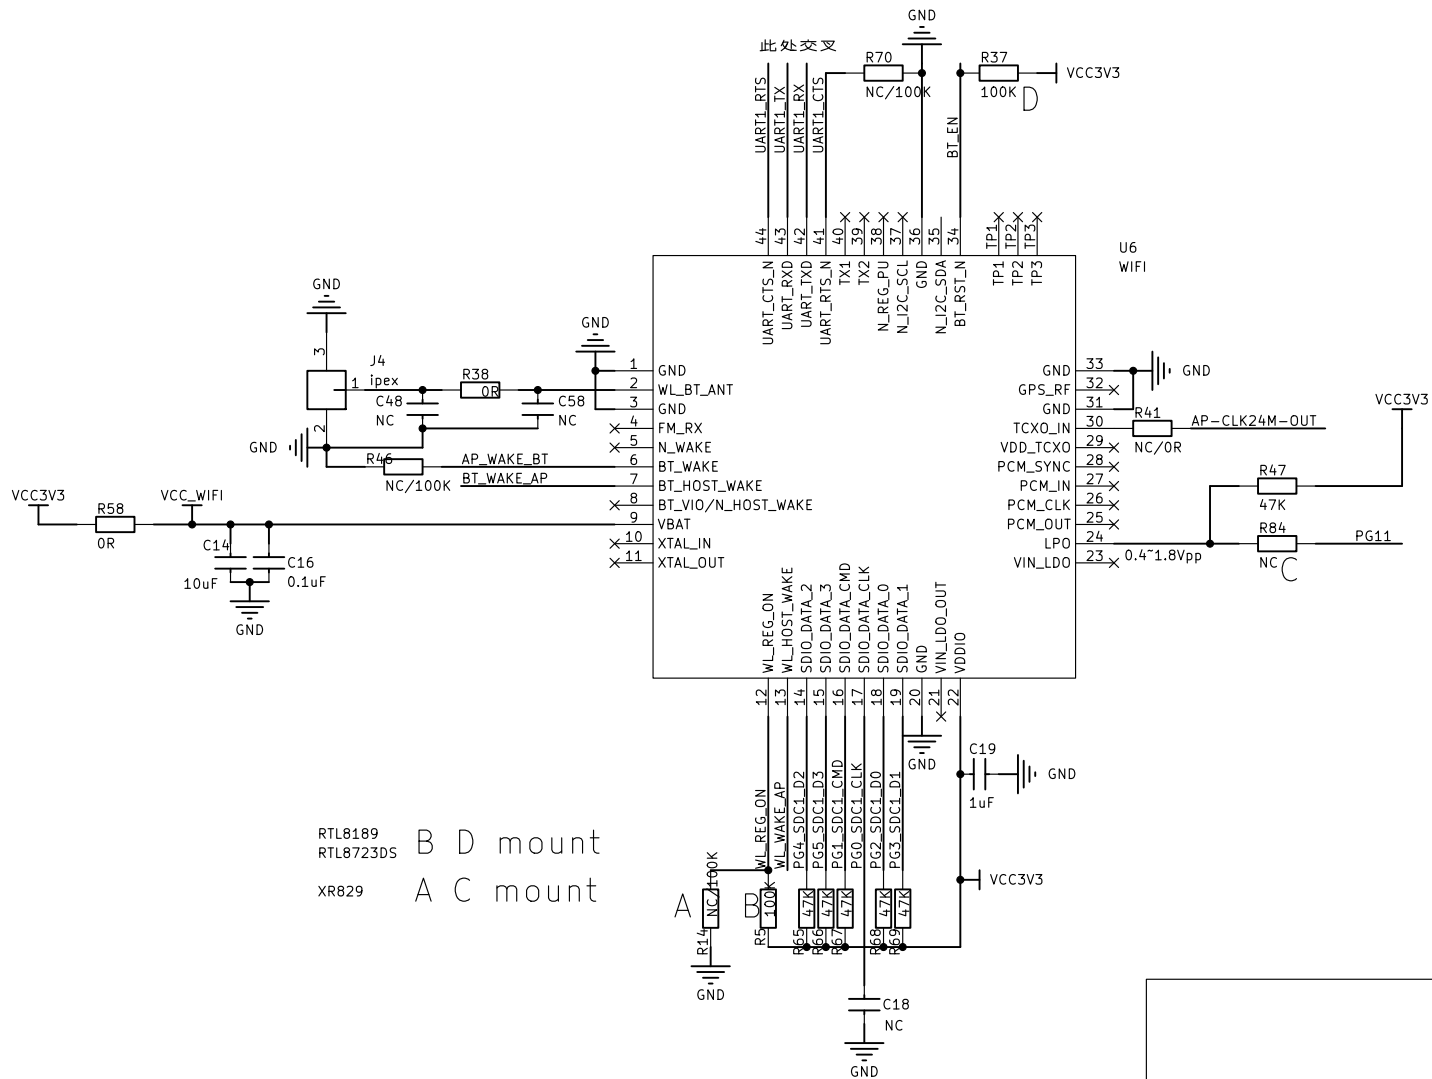 GND
此处交叉
R70
NC/100K
R37
100K
D
VCC3V3
UART1_RTS
UART1_TX
UART1_RX
UART1_CTS
BT_EN
44
43
42
41
40
39
38
37
36
35
34
TP1
TP2
TP3
U6
WIFI
UART_CTS_N
UART_RXD
UART_TXD
UART_RTS_N
TX1
TX2
N_REG_PU
N_I2C_SCL
GND
N_I2C_SDA
BT_RST_N
TP1
TP2
TP3
GND
3
J4
1
ipex
2
GND
R38
0R
C48
NC
C58
NC
GND
R46
NC/100K
AP_WAKE_BT
BT_WAKE_AP
VCC3V3
R58
0R
VCC_WIFI
C14
10uF
C16
0.1uF
GND
1 GND
2 WL_BT_ANT
3 GND
4 FM_RX
5 N_WAKE
6 BT_WAKE
7 BT_HOST_WAKE
8 BT_VIO/N_HOST_WAKE
9 VBAT
10 XTAL_IN
11 XTAL_OUT
GND 33
GPS_RF 32
GND 31
TCXO_IN 30
VDD_TCXO 29
PCM_SYNC 28
PCM_IN 27
PCM_CLK 26
PCM_OUT 25
LPO 24
VIN_LDO 23
GND
R41
NC/0R
AP-CLK24M-OUT
VCC3V3
R47
47K
R84
NC
C
PG11
0.4~1.8Vpp
WL_REG_ON
WL_HOST_WAKE
SDIO_DATA_2
SDIO_DATA_3
SDIO_DATA_CMD
SDIO_DATA_CLK
SDIO_DATA_0
SDIO_DATA_1
GND
VIN_LDO_OUT
VDDIO
12
13
14
15
16
17
18
19
20
21
22
GND
C19
1uF
GND
WL_REG_ON
WL_WAKE_AP
PG4_SDC1_D2
PG5_SDC1_D3
PG1_SDC1_CMD
PG0_SDC1_CLK
PG2_SDC1_D0
PG3_SDC1_D1
VCC3V3
RTL8189
RTL8723DS
B D mount
XR829
A C mount
A
NC/100K
R14
GND
B
100K
R5
47K
R65
47K
R66
47K
R67
47K
R68
47K
R69
C18
NC
GND